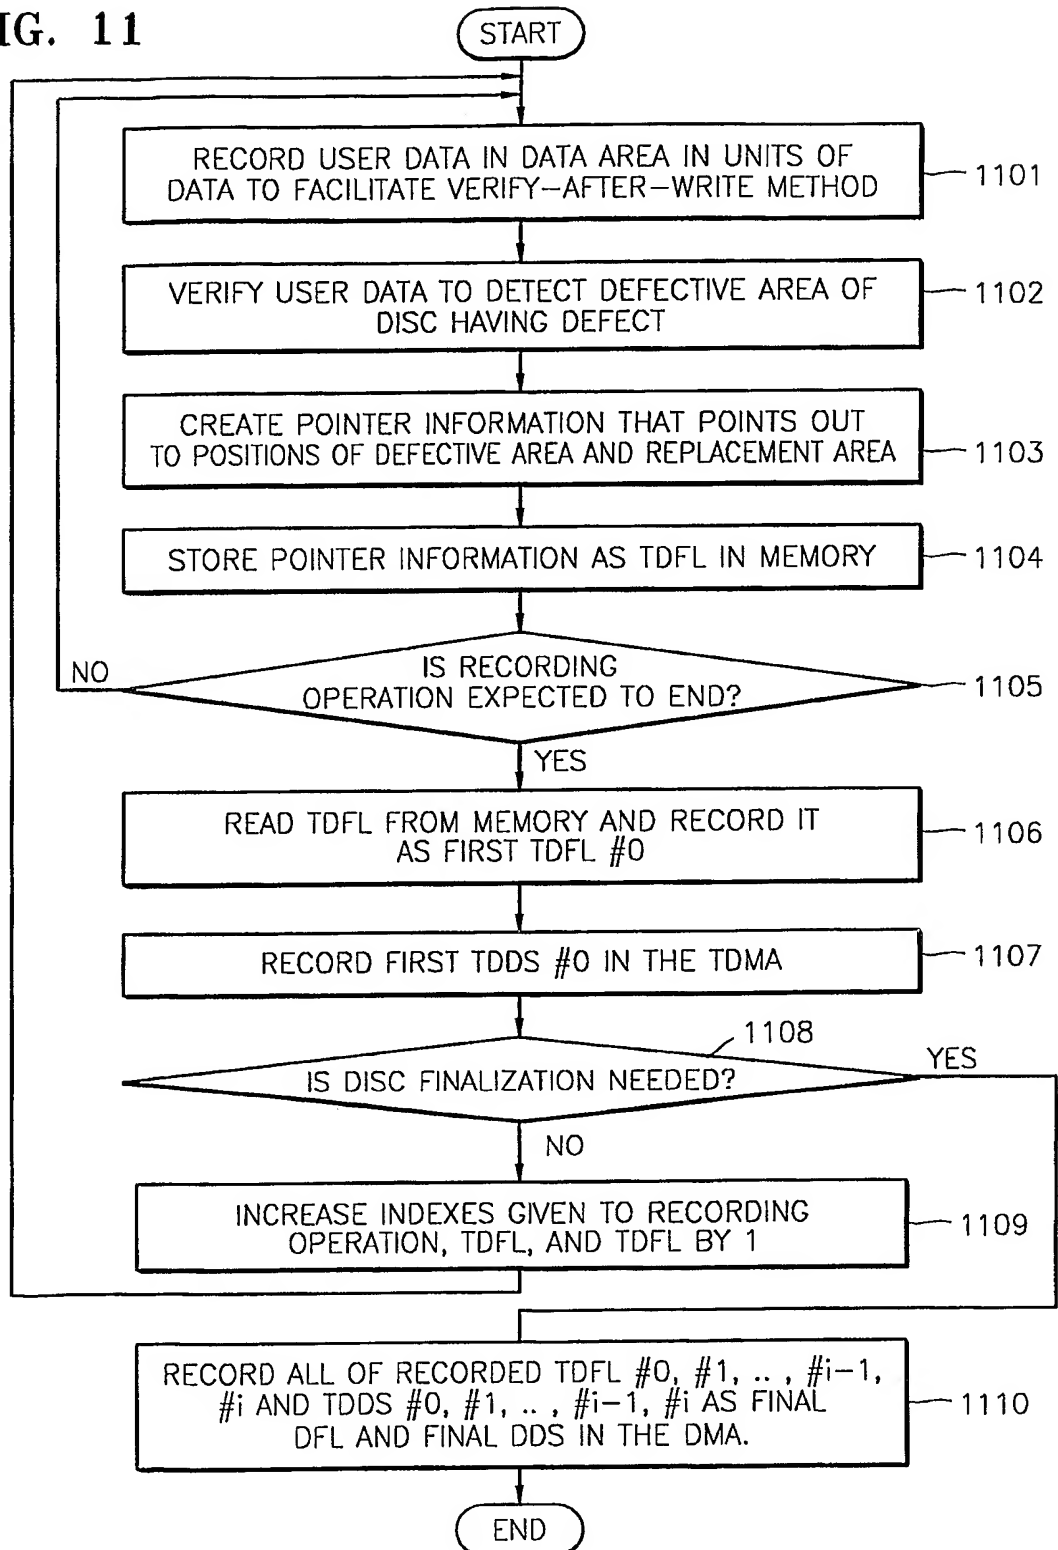 IG. 11
START
RECORD USER DATA IN DATA AREA IN UNITS OF
DATA TO FACILITATE VERIFY-AFTER-WRITE METHOD
1101
VERIFY USER DATA TO DETECT DEFECTIVE AREA OF
DISC HAVING DEFECT
1102
CREATE POINTER INFORMATION THAT POINTS OUT
TO POSITIONS OF DEFECTIVE AREA AND REPLACEMENT AREA
1103
STORE POINTER INFORMATION AS TDFL IN MEMORY
1104
NO
IS RECORDING
OPERATION EXPECTED TO END?
1105
YES
READ TDFL FROM MEMORY AND RECORD IT
AS FIRST TDFL #0
1106
RECORD FIRST TDDS #0 IN THE TDMA
1107
1108
IS DISC FINALIZATION NEEDED?
YES
NO
INCREASE INDEXES GIVEN TO RECORDING
OPERATION, TDFL, AND TDFL BY 1
1109
RECORD ALL OF RECORDED TDFL #0, #1, .. , #i-1,
#i AND TDDS #0, #1, .. , #i-1, #i AS FINAL
DFL AND FINAL DDS IN THE DMA.
1110
END